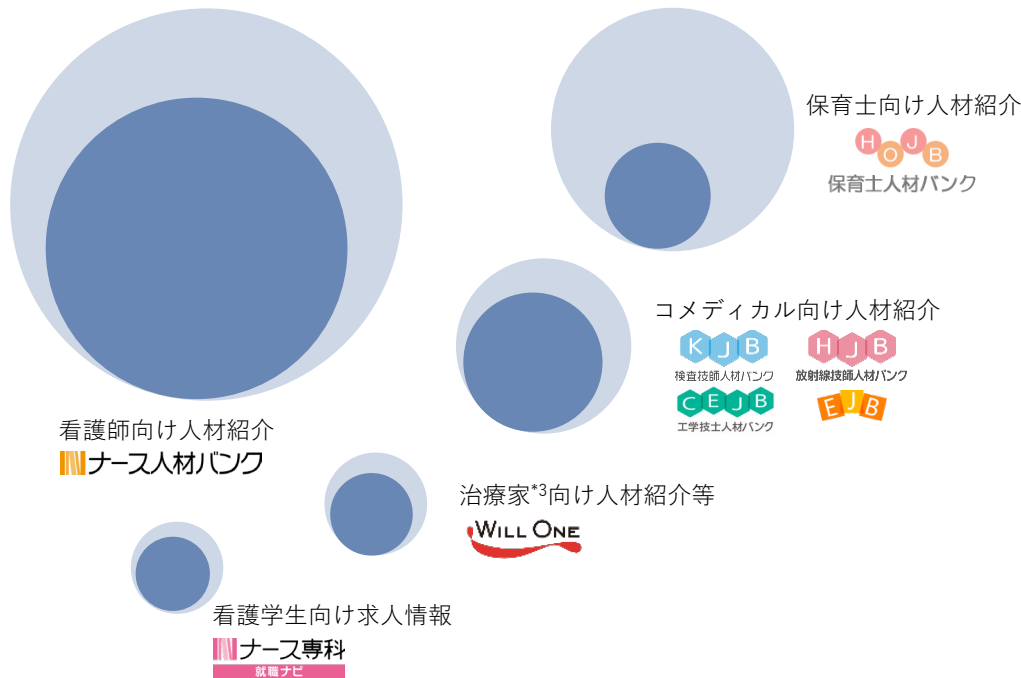 保育士向け人材紹介
HOJB
保育士人材バンク
コメディカル向け人材紹介
KJB
検査技師人材バンク
HJB
放射線技師人材バンク
CEJB
工学技士人材バンク
EJB
看護師向け人材紹介
ナース人材バンク
治療家*3向け人材紹介等
WILL ONE
看護学生向け求人情報
ナース専科
就職ナビ